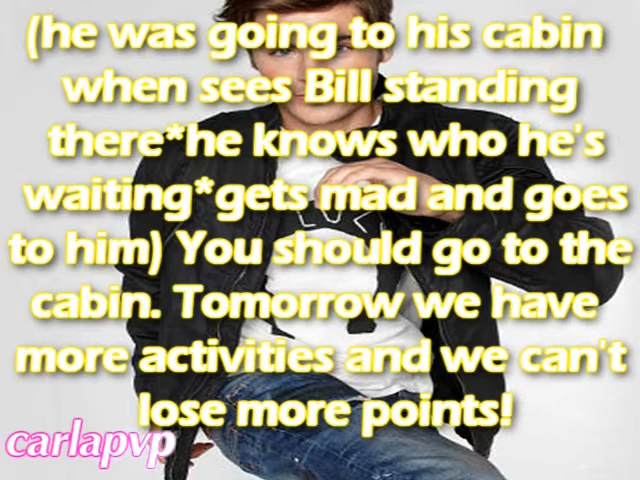 (he was going to his cabin
when sees Bill standing
there*he knows who he's
waiting*gets mad and goes
to him) You should go to the
cabin. Tomorrow we have
more activities and we can't
lose more points!
carlapvp